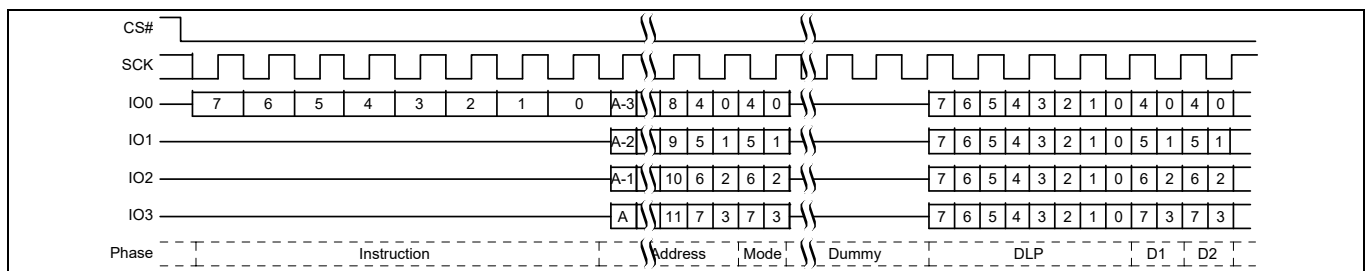 CS#
SCK
IO0 7 6 5 4 3 2 1 0 A-3 8 4 0 4 0 7 6 5 4 3 2 1 0 4 0 4 0
IO1 A-2 9 5 1 5 1 7 6 5 4 3 2 1 0 5 1 5 1
IO2 A-1 10 6 2 6 2 7 6 5 4 3 2 1 0 6 2 6 2
IO3 A 11 7 3 7 3 7 6 5 4 3 2 1 0 7 3 7 3
Phase Instruction Address Mode Dummy DLP D1 D2